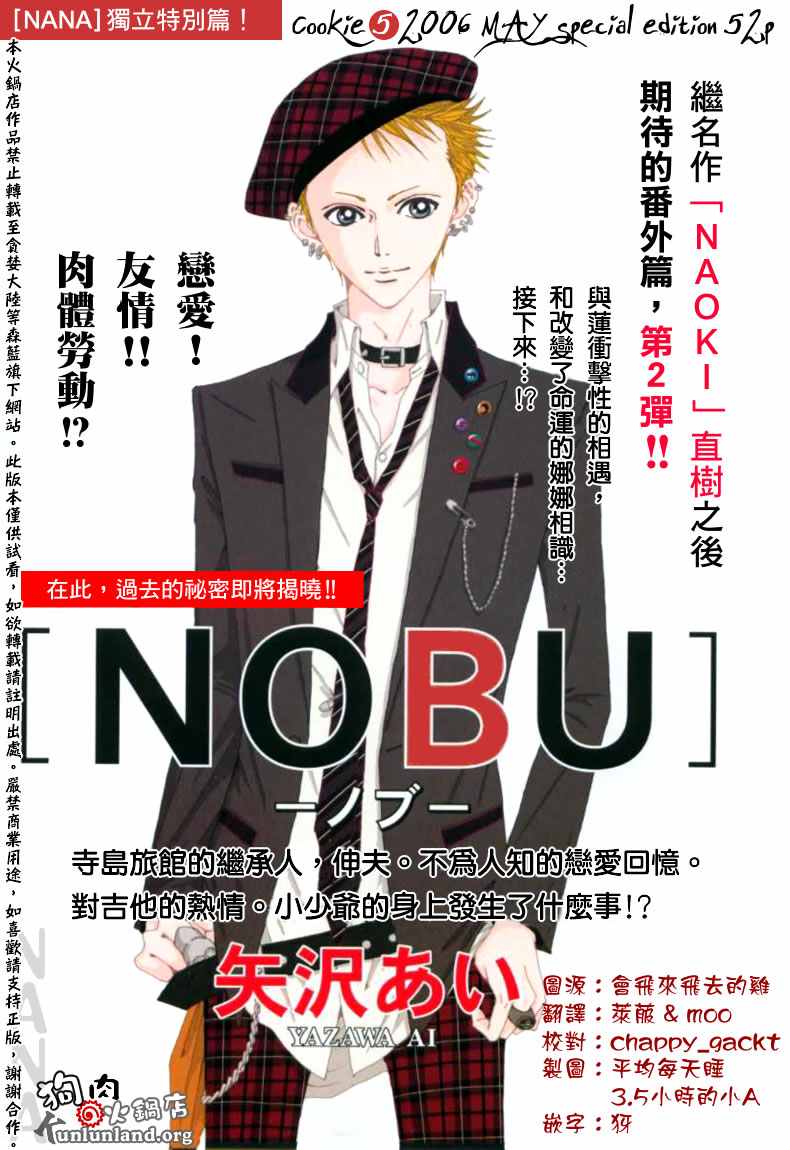 [NANA]獨立特別篇！
Cookie 5 2006 MAY special edition 52p
本火鍋店作品禁止轉載至貪婪大陸等森藍旗下網站。此版本僅供試看，如欲轉載請註明出處。嚴禁商業用途，如喜歡請支持正版，謝謝合作。
繼名作「NAOKI」直樹之後
期待的番外篇，第2彈!!
與蓮衝擊性的相遇，
和改變了命運的娜娜相識…
接下來…!?
戀愛！
友情!!
肉體勞動!?
在此，過去的祕密即將揭曉!!
[NOBU]
ーノブー
寺島旅館的繼承人，伸夫。不為人知的戀愛回憶。
對吉他的熱情。小少爺的身上發生了什麼事!?
矢沢あい
YAZAWA AI
圖源：會飛來飛去的雞
翻譯：萊薇 & moo
校對：chappy_gackt
製圖：平均每天睡
3.5小時的小A
嵌字：犽
NANA
狗肉
火鍋店
Kunlunland.org